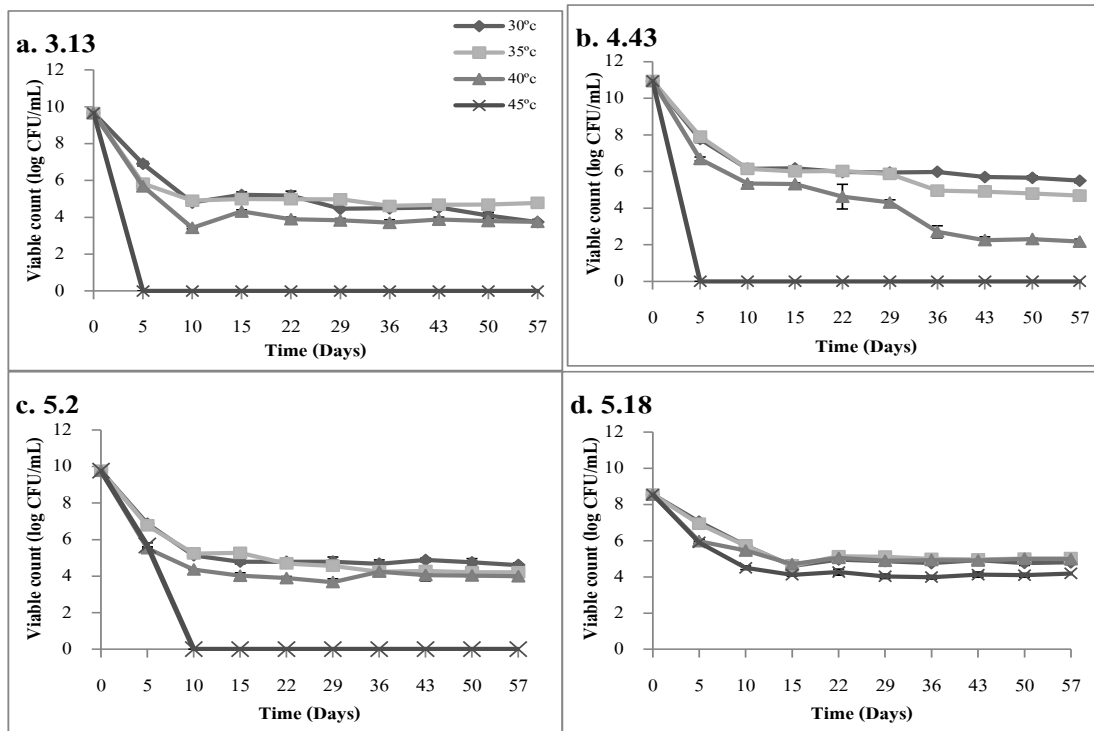 a. 3.13
30ºc
35ºc
40ºc
45ºc
Viable count (log CFU/mL)
12
10
8
6
4
2
0
0 5 10 15 22 29 36 43 50 57
Time (Days)
b. 4.43
Viable count (log CFU/mL)
12
10
8
6
4
2
0
0 5 10 15 22 29 36 43 50 57
Time (Days)
c. 5.2
Viable count (log CFU/mL)
12
10
8
6
4
2
0
0 5 10 15 22 29 36 43 50 57
Time (Days)
d. 5.18
Viable count (log CFU/mL)
12
10
8
6
4
2
0
0 5 10 15 22 29 36 43 50 57
Time (Days)